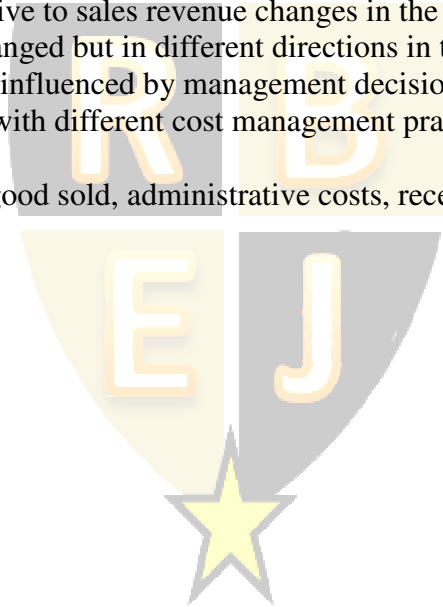 ive to sales revenue changes in the
anged but in different directions in t
influenced by management decisio
with different cost management pra
good sold, administrative costs, rece
R B
E J